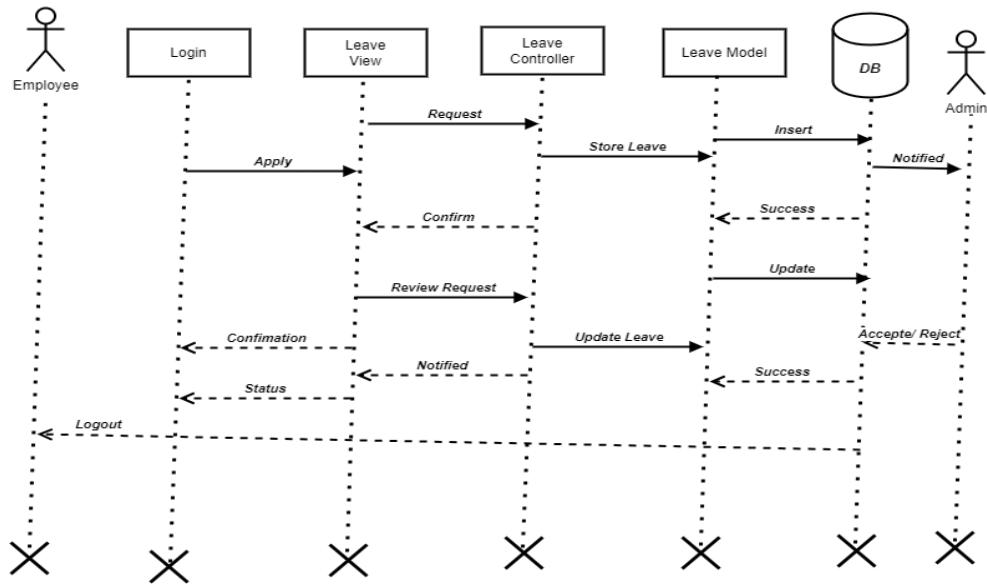 Employee
Login
Leave
View
Leave
Controller
Leave Model
DB
Admin
Request
Insert
Store Leave
Apply
Notified
Success
Confirm
Update
Review Request
Accepte/ Reject
Confimation
Update Leave
Notified
Success
Status
Logout